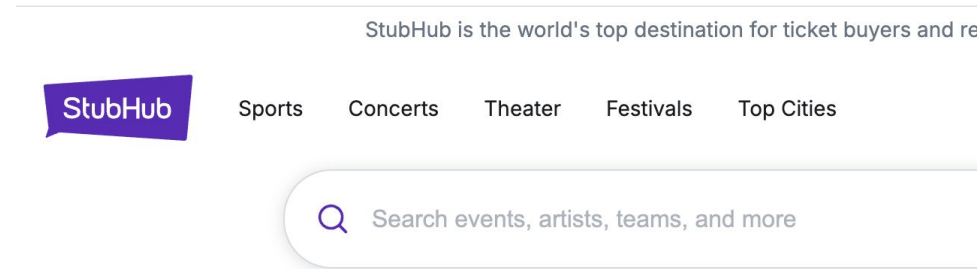 StubHub is the world's top destination for ticket buyers and
StubHub Sports Concerts Theater Festivals Top Cities
Search events, artists, teams, and more